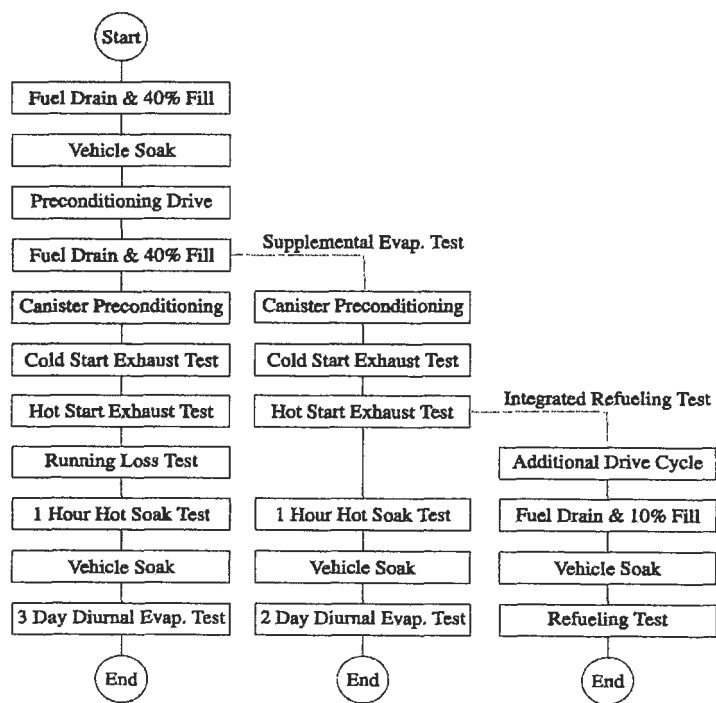 Start
Fuel Drain & 40% Fill
Vehicle Soak
Preconditioning Drive
Fuel Drain & 40% Fill
Canister Preconditioning
Cold Start Exhaust Test
Hot Start Exhaust Test
Running Loss Test
1 Hour Hot Soak Test
Vehicle Soak
3 Day Diurnal Evap. Test
End
Supplemental Evap. Test
Canister Preconditioning
Cold Start Exhaust Test
Hot Start Exhaust Test
1 Hour Hot Soak Test
Vehicle Soak
2 Day Diurnal Evap. Test
End
Integrated Refueling Test
Additional Drive Cycle
Fuel Drain & 10% Fill
Vehicle Soak
Refueling Test
End